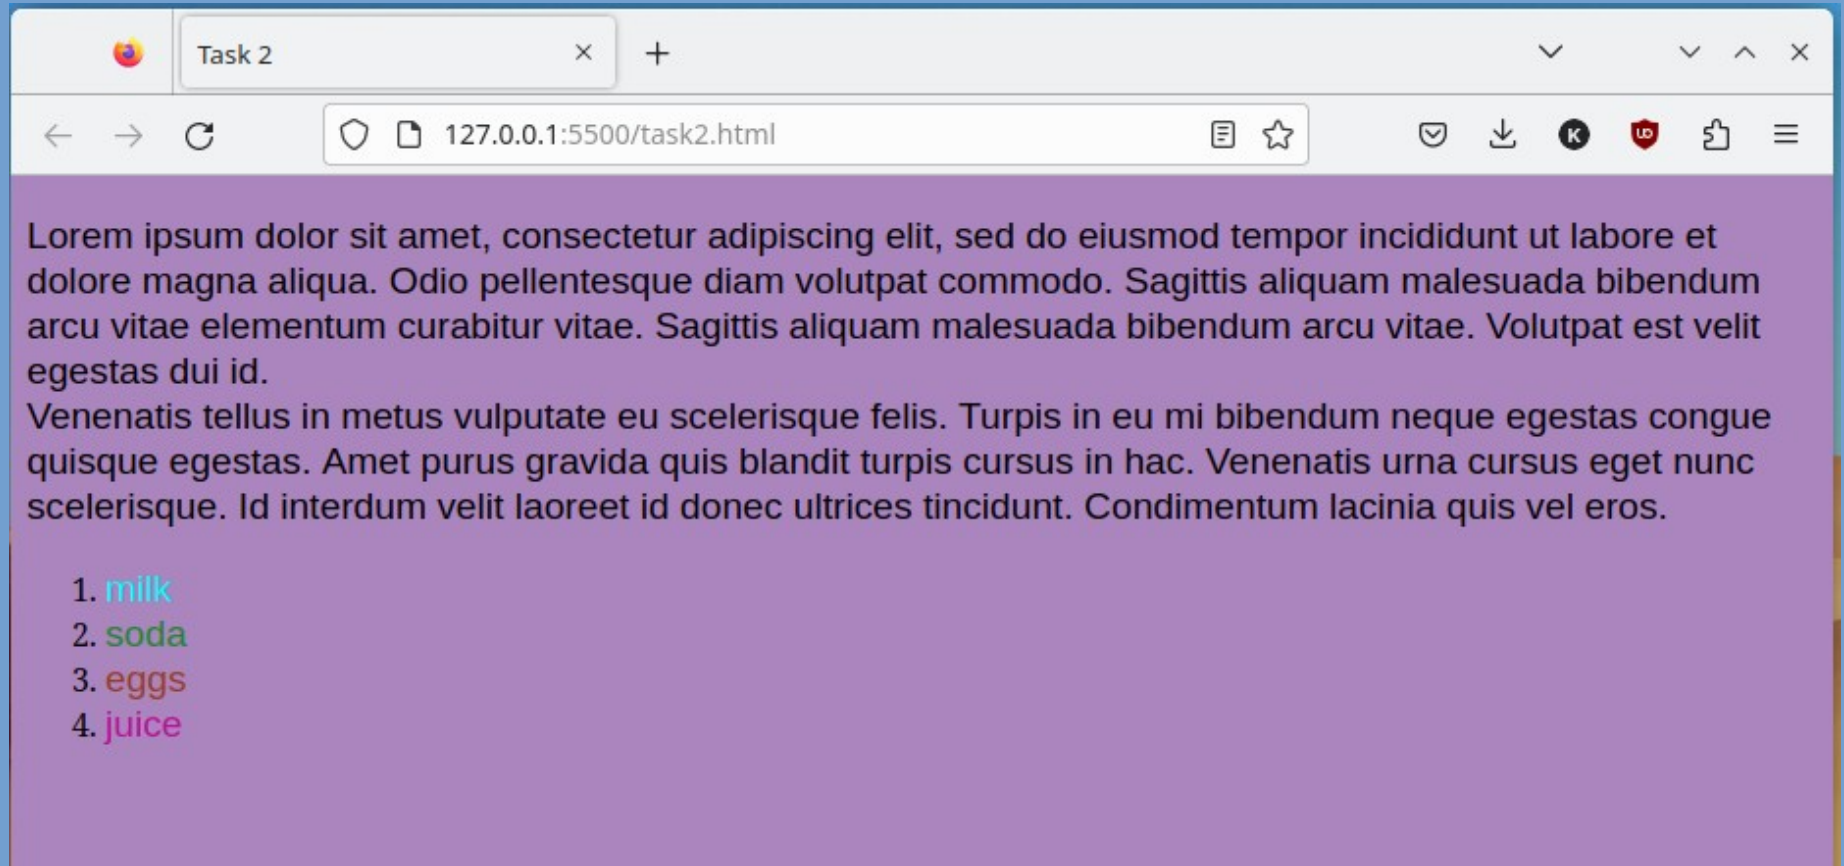 Task 2
127.0.0.1:5500/task2.html
K
UD
Lorem ipsum dolor sit amet, consectetur adipiscing elit, sed do eiusmod tempor incididunt ut labore et
dolore magna aliqua. Odio pellentesque diam volutpat commodo. Sagittis aliquam malesuada bibendum
arcu vitae elementum curabitur vitae. Sagittis aliquam malesuada bibendum arcu vitae. Volutpat est velit
egestas dui id.
Venenatis tellus in metus vulputate eu scelerisque felis. Turpis in eu mi bibendum neque egestas congue
quisque egestas. Amet purus gravida quis blandit turpis cursus in hac. Venenatis urna cursus eget nunc
scelerisque. Id interdum velit laoreet id donec ultrices tincidunt. Condimentum lacinia quis vel eros.
1. milk
2. soda
3. eggs
4. juice